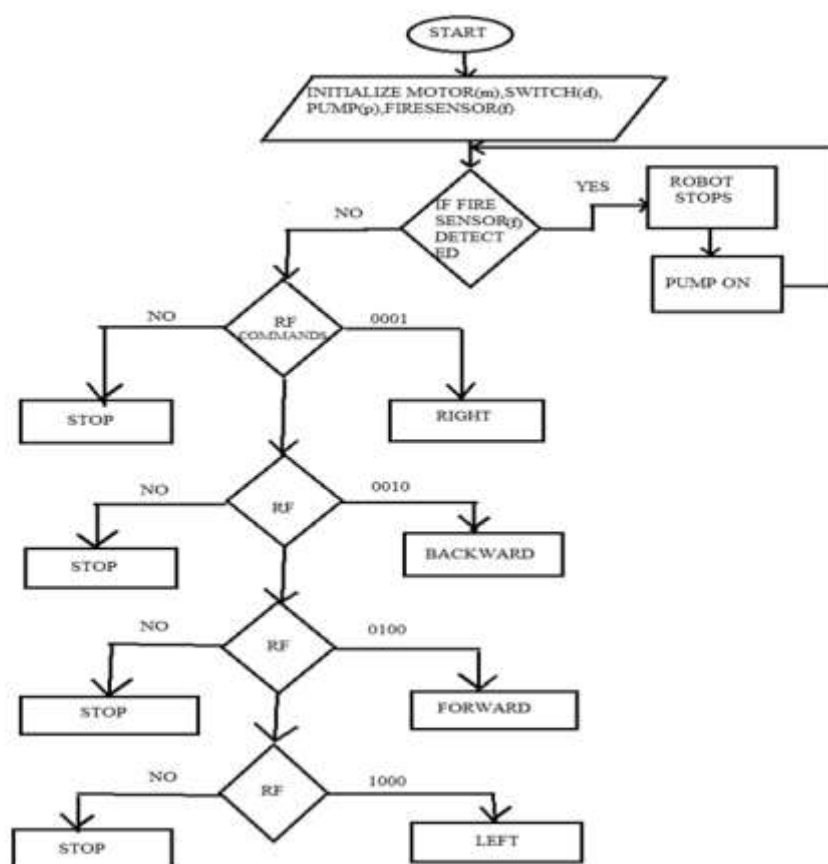 START
INITIALIZE MOTOR(m),SWITCH(d),
PUMP(p),FIRESENSOR(f)
IF FIRE
SENSOR(f)
DETECT
ED
YES
ROBOT
STOPS
NO
PUMP ON
NO
RF
COMMANDS
0001
STOP
RIGHT
NO
RF
0010
STOP
BACKWARD
NO
RF
0100
STOP
FORWARD
NO
RF
1000
STOP
LEFT